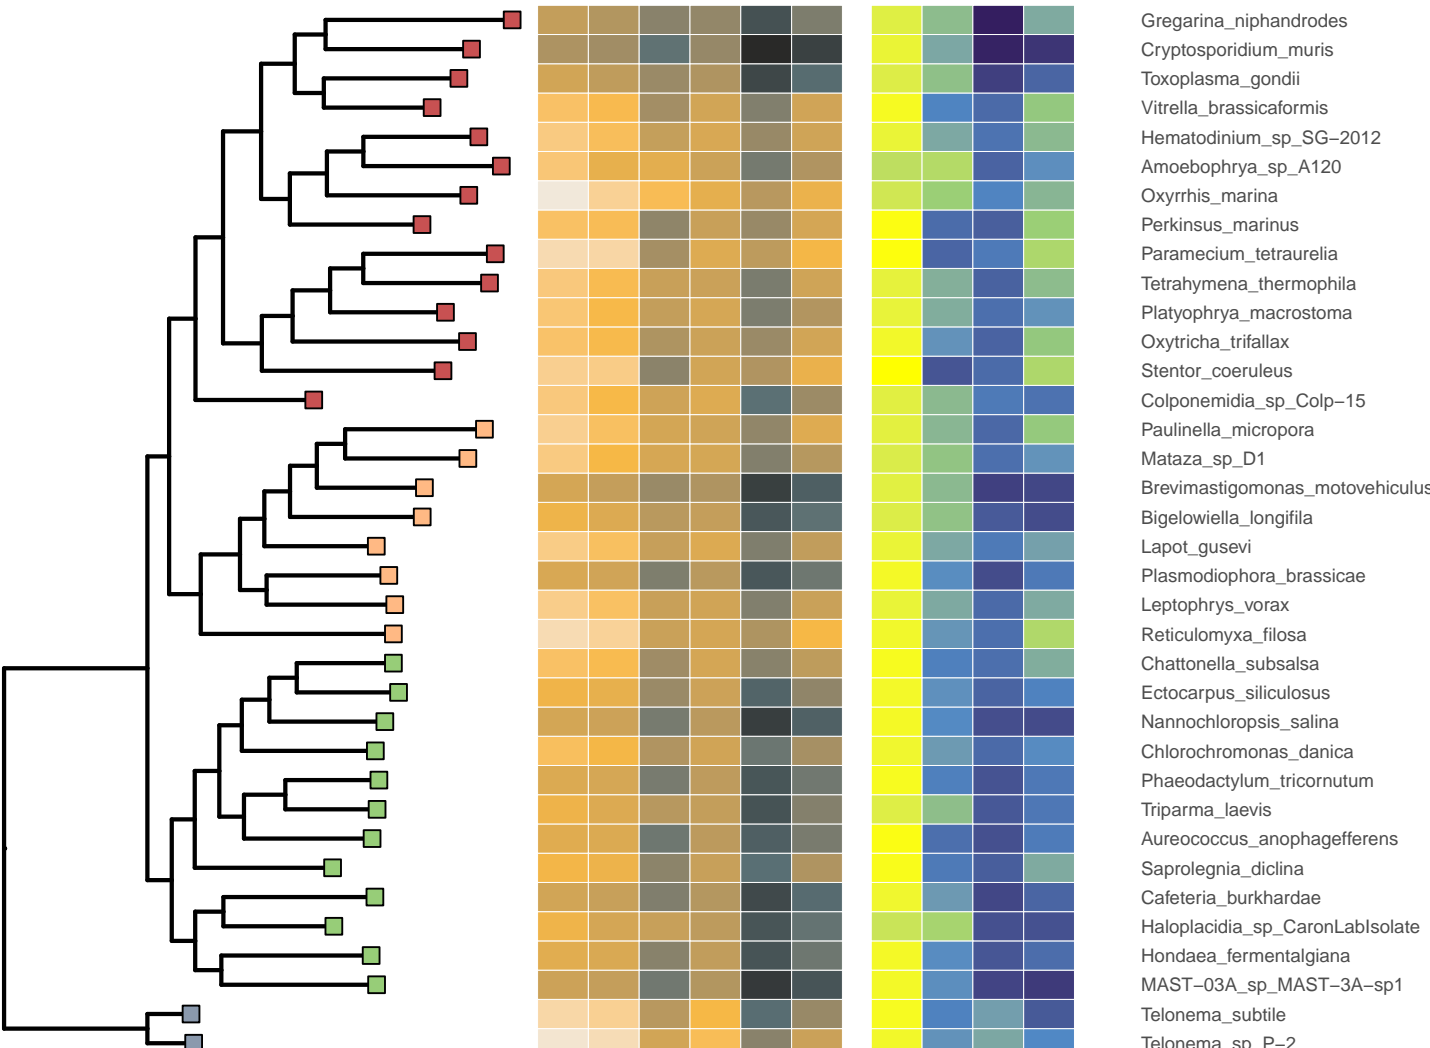 Gregarina_niphandrodes
Cryptosporidium_muris
Toxoplasma_gondii
Vitrella_brassicaformis
Hematodinium_sp_SG−2012
Amoebophrya_sp_A120
Oxyrrhis_marina
Perkinsus_marinus
Paramecium_tetraurelia
Tetrahymena_thermophila
Platyophrya_macrostoma
Oxytricha_trifallax
Stentor_coeruleus
Colponemidia_sp_Colp−15
Paulinella_micropora
Mataza_sp_D1
Brevimastigomonas_motovehiculus
Bigelowiella_longifila
Lapot_gusevi
Plasmodiophora_brassicae
Leptophrys_vorax
Reticulomyxa_filosa
Chattonella_subsalsa
Ectocarpus_siliculosus
Nannochloropsis_salina
Chlorochromonas_danica
Phaeodactylum_tricornutum
Triparma_laevis
Aureococcus_anophagefferens
Saprolegnia_diclina
Cafeteria_burkhardae
Haloplacidia_sp_CaronLabIsolate
Hondaea_fermentalgiana
MAST−03A_sp_MAST−3A−sp1
Telonema_subtile
Telonema_sp_P−2